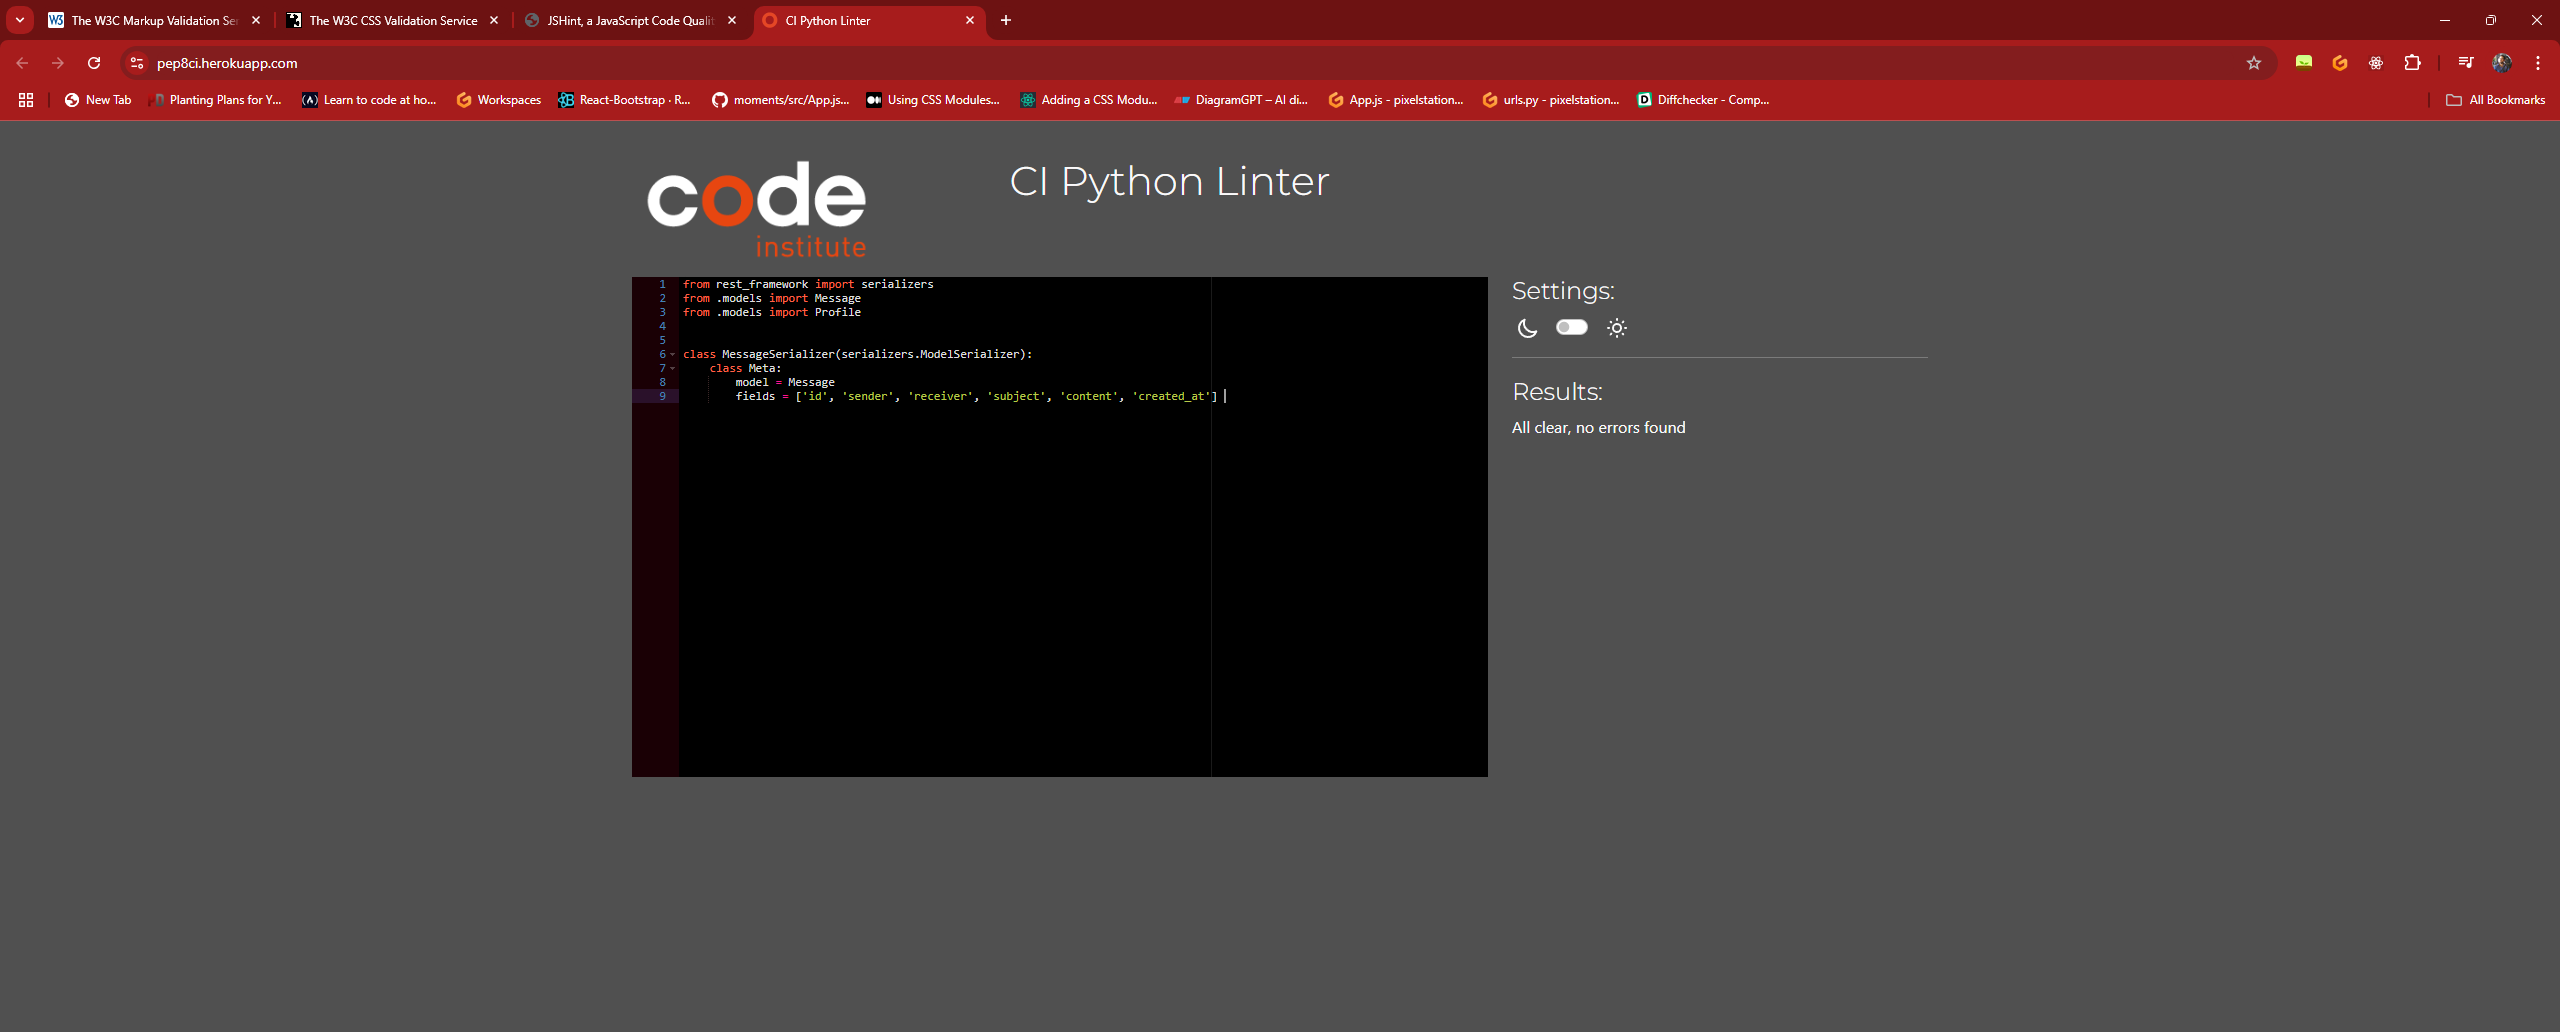 The W3C Markup Validation Se
The W3C CSS Validation Service
JSHint, a JavaScript Code Qualit
CI Python Linter
pep8ci.herokuapp.com
New Tab
Planting Plans for Y...
Learn to code at ho...
Workspaces
React-Bootstrap · R...
moments/src/App.js...
Using CSS Modules...
Adding a CSS Modu...
DiagramGPT – AI di...
App.js - pixelstation...
urls.py - pixelstation...
Diffchecker - Comp...
All Bookmarks
code
institute
CI Python Linter
1 from rest_framework import serializers
2 from .models import Message
3 from .models import Profile
4
5
6 class MessageSerializer(serializers.ModelSerializer):
7     class Meta:
8         model = Message
9         fields = ['id', 'sender', 'receiver', 'subject', 'content', 'created_at']
Settings:
Results:
All clear, no errors found